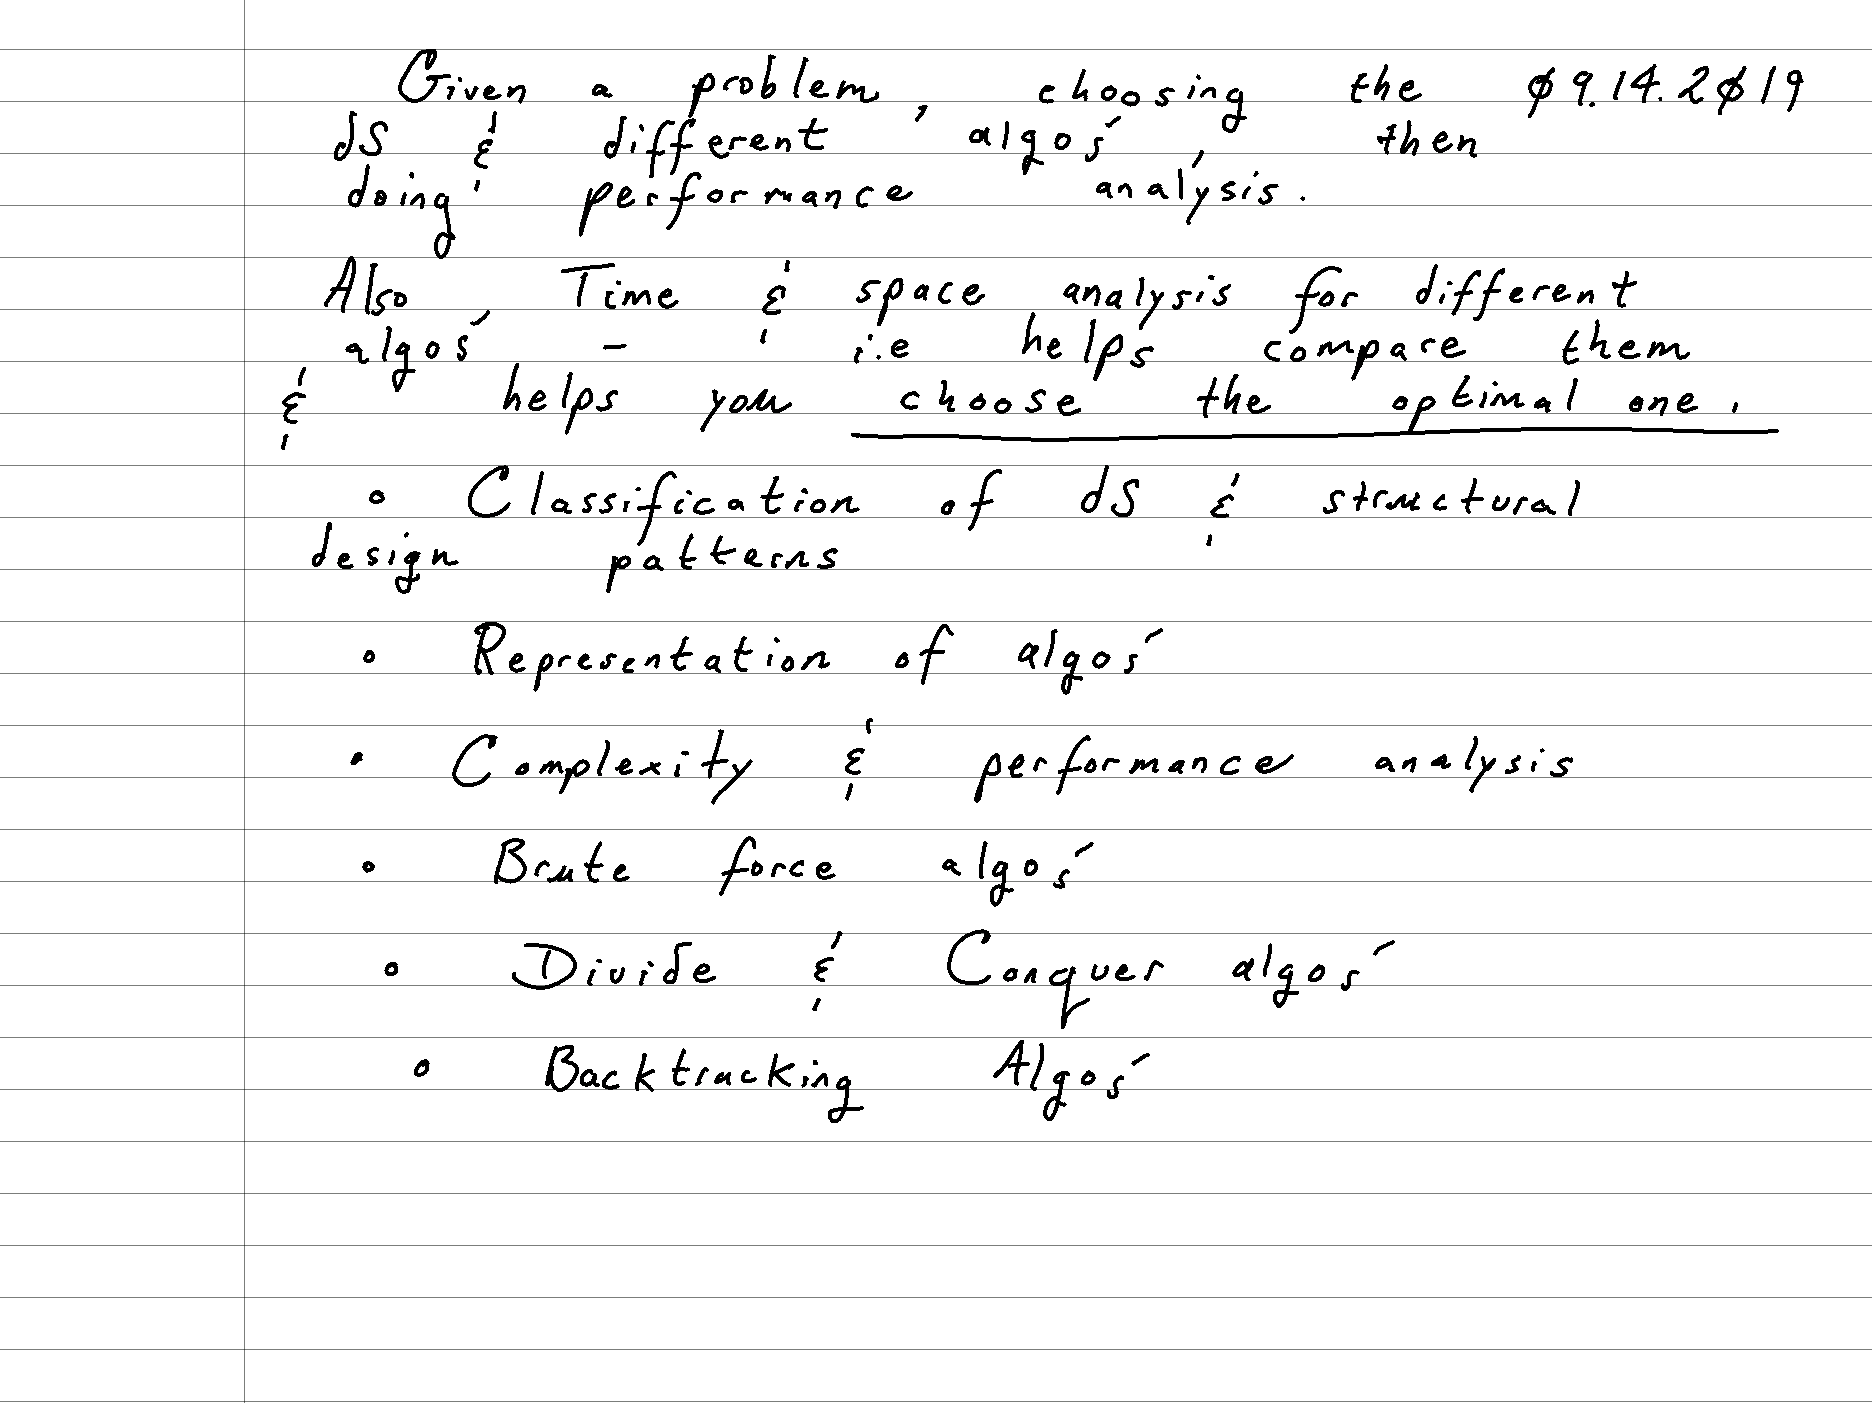 Given a problem, choosing the 09.14.2019
dS & different algos', then
doing performance analysis.
Also, Time & space analysis for different
algos' - i.e helps compare them
& helps you choose the optimal one.
• Classification of dS & structural
design patterns
• Representation of algos'
• Complexity & performance analysis
• Brute force algos'
• Divide & Conquer algos'
• Backtracking Algos'